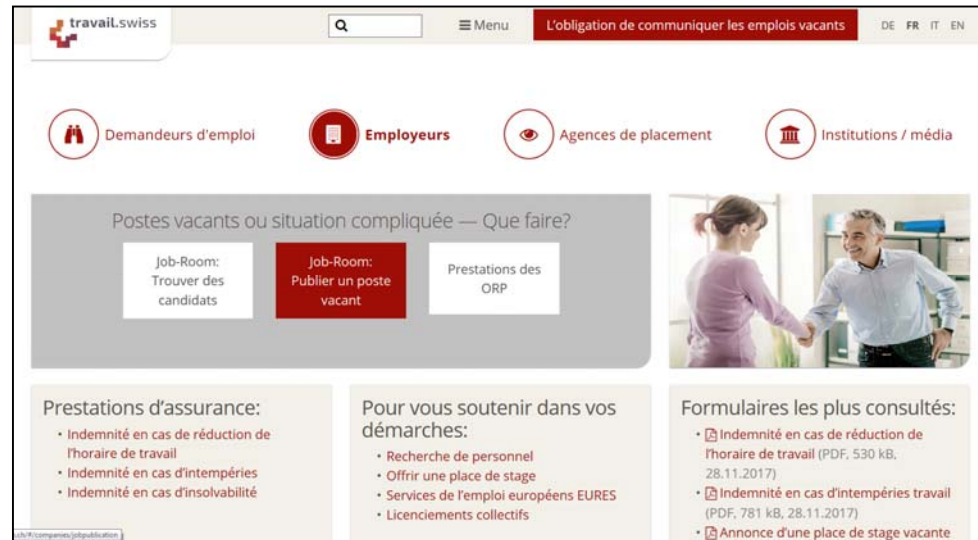 travail.swiss
Menu
L'obligation de communiquer les emplois vacants
DE FR IT EN
Demandeurs d'emploi
Employeurs
Agences de placement
Institutions / média
Postes vacants ou situation compliquée — Que faire?
Job-Room:
Trouver des
candidats
Job-Room:
Publier un poste
vacant
Prestations des
ORP
Prestations d'assurance:
• Indemnité en cas de réduction de
l'horaire de travail
• Indemnité en cas d'intempéries
• Indemnité en cas d'insolvabilité
Pour vous soutenir dans vos
démarches:
• Recherche de personnel
• Offrir une place de stage
• Services de l'emploi européens EURES
• Licenciements collectifs
Formulaires les plus consultés:
• Indemnité en cas de réduction de
l'horaire de travail (PDF, 530 kB,
28.11.2017)
• Indemnité en cas d'intempéries travail
(PDF, 781 kB, 28.11.2017)
• Annonce d'une place de stage vacante
.ch/#/companies/jobpublication